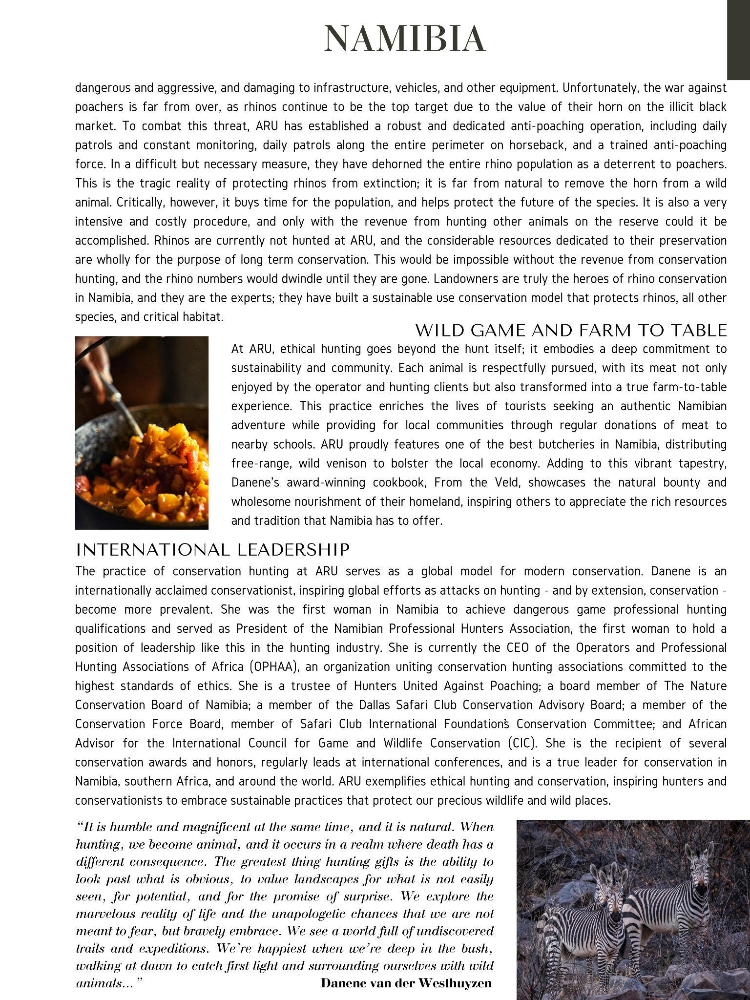 NAMIBIA
dangerous and aggressive, and damaging to infrastructure, vehicles, and other equipment. Unfortunately, the war against
poachers is far from over, as rhinos continue to be the top target due to the value of their horn on the illicit black
market. To combat this threat, ARU has established a robust and dedicated anti-poaching operation, including daily
patrols and constant monitoring, daily patrols along the entire perimeter on horseback, and a trained anti-poaching
force. In a difficult but necessary measure, they have dehorned the entire rhino population as a deterrent to poachers.
This is the tragic reality of protecting rhinos from extinction; it is far from natural to remove the horn from a wild
animal. Critically, however, it buys time for the population, and helps protect the future of the species. It is also a very
intensive and costly procedure, and only with the revenue from hunting other animals on the reserve could it be
accomplished. Rhinos are currently not hunted at ARU, and the considerable resources dedicated to their preservation
are wholly for the purpose of long term conservation. This would be impossible without the revenue from conservation
hunting, and the rhino numbers would dwindle until they are gone. Landowners are truly the heroes of rhino conservation
in Namibia, and they are the experts; they have built a sustainable use conservation model that protects rhinos, all other
species, and critical habitat.
WILD GAME AND FARM TO TABLE
At ARU, ethical hunting goes beyond the hunt itself; it embodies a deep commitment to
sustainability and community. Each animal is respectfully pursued, with its meat not only
enjoyed by the operator and hunting clients but also transformed into a true farm-to-table
experience. This practice enriches the lives of tourists seeking an authentic Namibian
adventure while providing for local communities through regular donations of meat to
nearby schools. ARU proudly features one of the best butcheries in Namibia, distributing
free-range, wild venison to bolster the local economy. Adding to this vibrant tapestry,
Danene's award-winning cookbook, From the Veld, showcases the natural bounty and
wholesome nourishment of their homeland, inspiring others to appreciate the rich resources
and tradition that Namibia has to offer.
INTERNATIONAL LEADERSHIP
The practice of conservation hunting at ARU serves as a global model for modern conservation. Danene is an
internationally acclaimed conservationist, inspiring global efforts as attacks on hunting - and by extension, conservation -
become more prevalent. She was the first woman in Namibia to achieve dangerous game professional hunting
qualifications and served as President of the Namibian Professional Hunters Association, the first woman to hold a
position of leadership like this in the hunting industry. She is currently the CEO of the Operators and Professional
Hunting Associations of Africa (OPHAA), an organization uniting conservation hunting associations committed to the
highest standards of ethics. She is a trustee of Hunters United Against Poaching; a board member of The Nature
Conservation Board of Namibia; a member of the Dallas Safari Club Conservation Advisory Board; a member of the
Conservation Force Board, member of Safari Club International Foundation's Conservation Committee; and African
Advisor for the International Council for Game and Wildlife Conservation (CIC). She is the recipient of several
conservation awards and honors, regularly leads at international conferences, and is a true leader for conservation in
Namibia, southern Africa, and around the world. ARU exemplifies ethical hunting and conservation, inspiring hunters and
conservationists to embrace sustainable practices that protect our precious wildlife and wild places.
“It is humble and magnificent at the same time, and it is natural. When
hunting, we become animal, and it occurs in a realm where death has a
different consequence. The greatest thing hunting gifts is the ability to
look past what is obvious, to value landscapes for what is not easily
seen, for potential, and for the promise of surprise. We explore the
marvelous reality of life and the unapologetic chances that we are not
meant to fear, but bravely embrace. We see a world full of undiscovered
trails and expeditions. We're happiest when we're deep in the bush,
walking at dawn to catch first light and surrounding ourselves with wild
animals...” Danene van der Westhuyzen